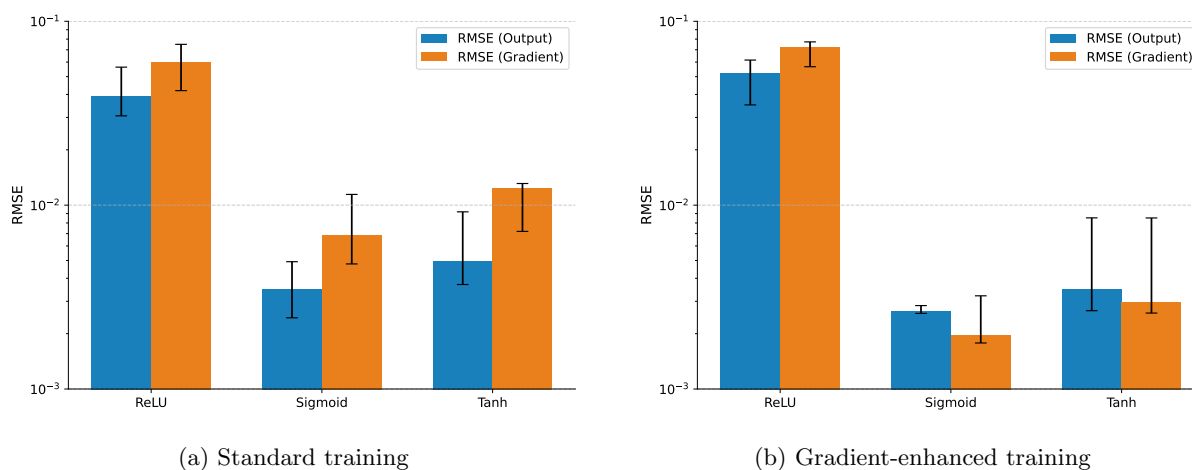 10⁻¹
10⁻²
10⁻³
RMSE
RMSE (Output)
RMSE (Gradient)
ReLU
Sigmoid
Tanh
(a) Standard training
10⁻¹
10⁻²
10⁻³
RMSE
RMSE (Output)
RMSE (Gradient)
ReLU
Sigmoid
Tanh
(b) Gradient-enhanced training